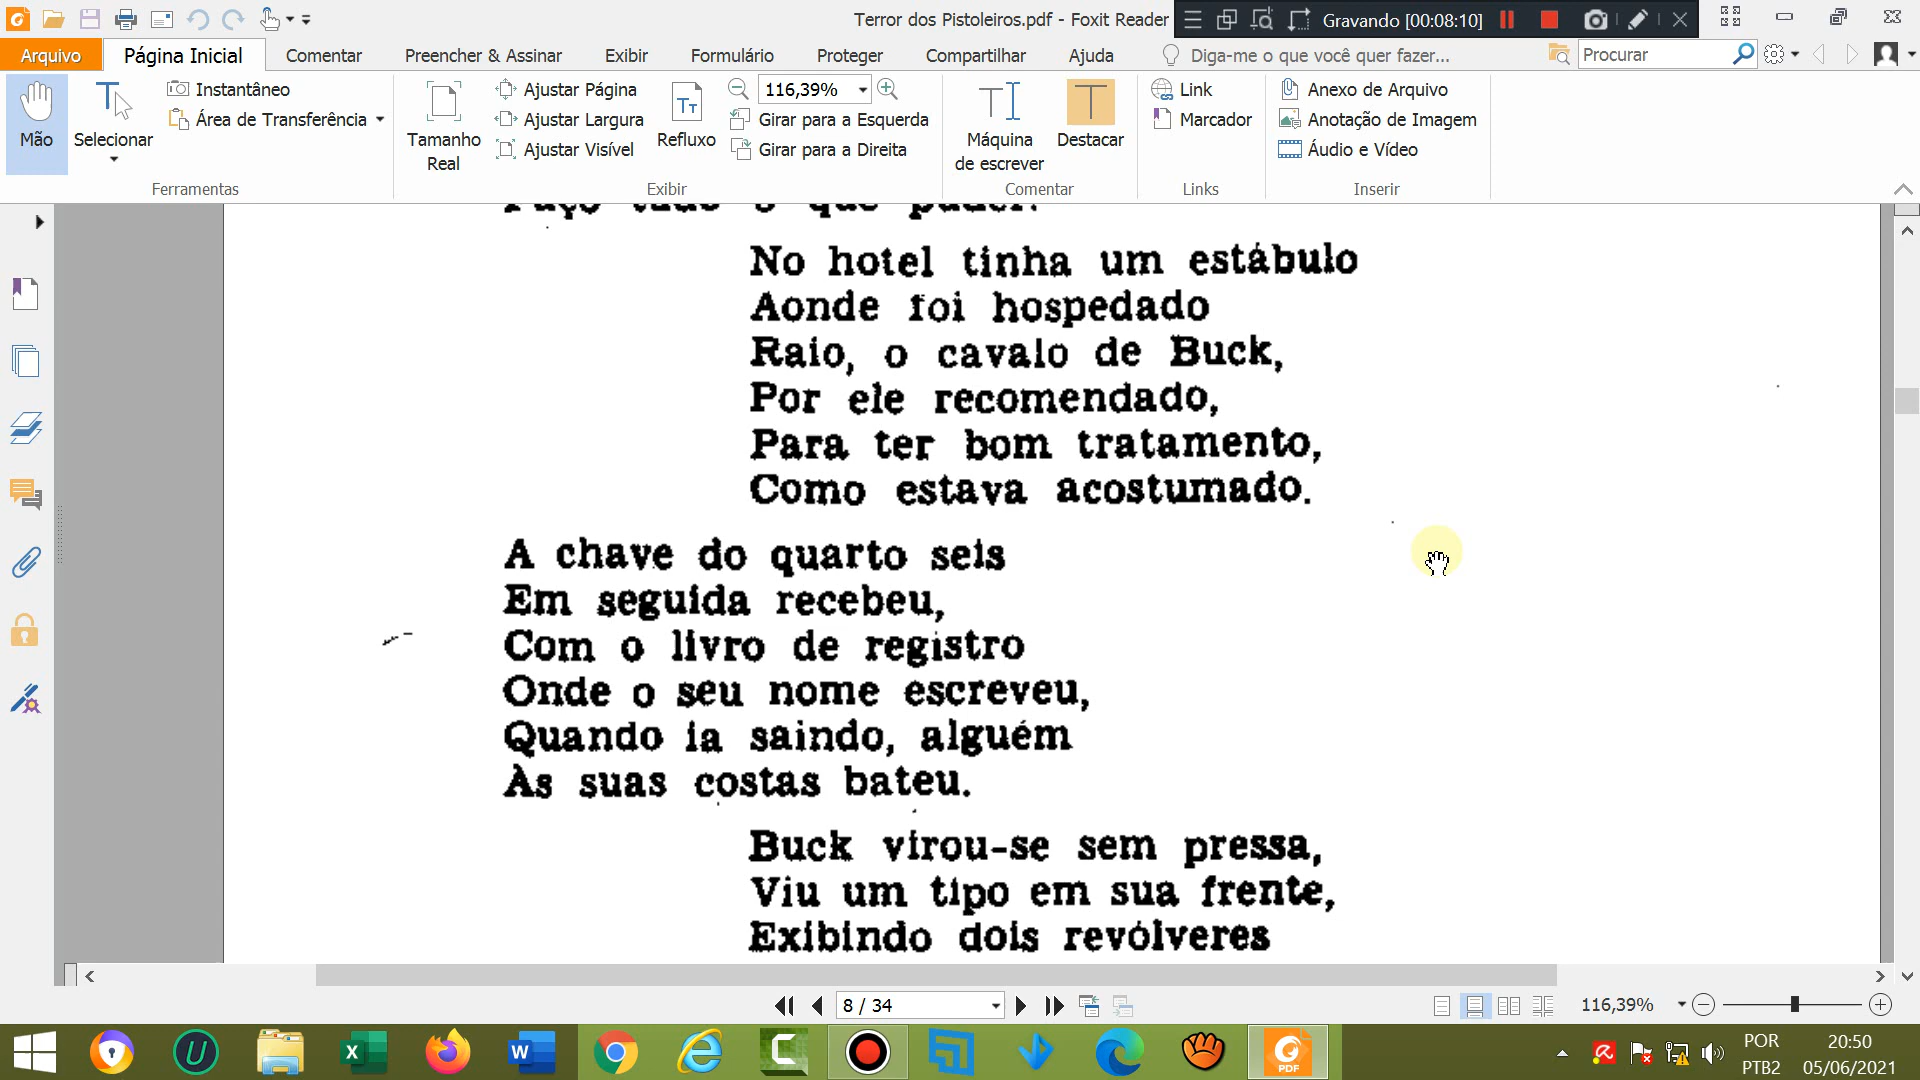 Terror dos Pistoleiros.pdf - Foxit Reader
Gravando [00:08:10]
Arquivo
Página Inicial
Comentar
Preencher & Assinar
Exibir
Formulário
Proteger
Compartilhar
Ajuda
Diga-me o que você quer fazer...
Procurar
Mão
Selecionar
Instantâneo
Área de Transferência
Ferramentas
Tamanho
Real
Ajustar Página
Ajustar Largura
Ajustar Visível
Refluxo
116,39%
Girar para a Esquerda
Girar para a Direita
Exibir
Máquina
de escrever
Destacar
Comentar
Link
Marcador
Links
Anexo de Arquivo
Anotação de Imagem
Áudio e Vídeo
Inserir
No hotel tinha um estábulo
Aonde foi hospedado
Raio, o cavalo de Buck,
Por ele recomendado,
Para ter bom tratamento,
Como estava acostumado.
A chave do quarto seis
Em seguida recebeu,
Com o livro de registro
Onde o seu nome escreveu,
Quando ia saindo, alguém
Às suas costas bateu.
Buck virou-se sem pressa,
Viu um tipo em sua frente,
Exibindo dois revólveres
8 / 34
116,39%
POR
PTB2
20:50
05/06/2021